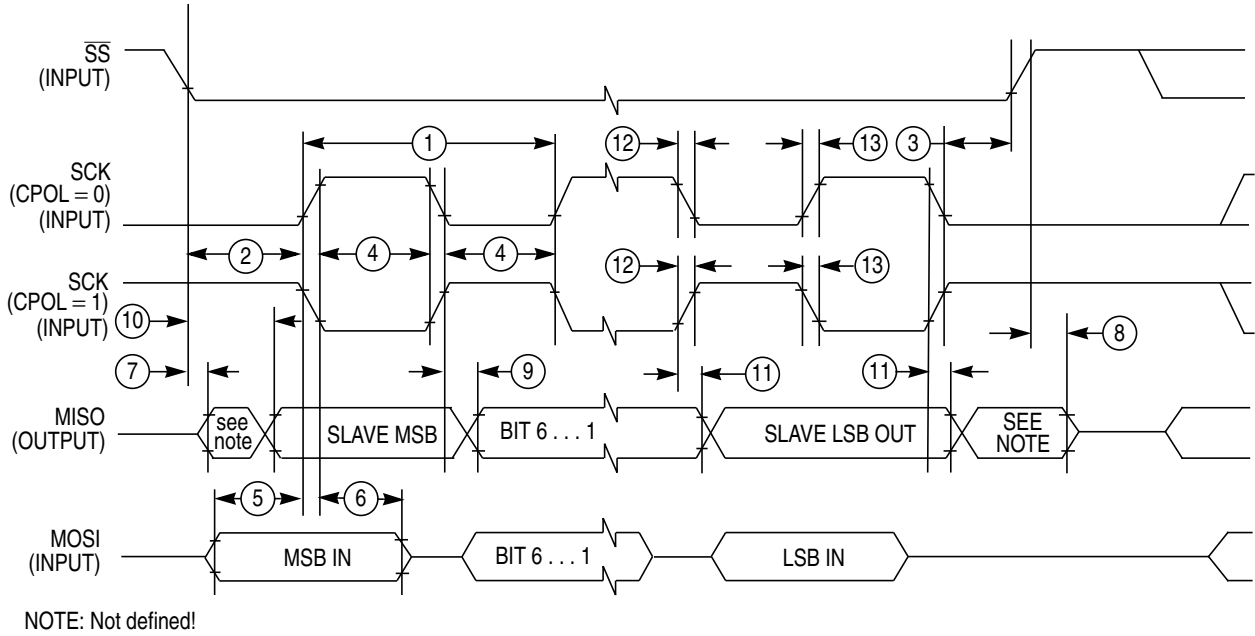 SS
(INPUT)
1
12
13
3
SCK
(CPOL = 0)
(INPUT)
2
4
4
12
13
SCK
(CPOL = 1)
(INPUT)
10
8
7
9
11
11
MISO
(OUTPUT)
see
note
SLAVE MSB
BIT 6 . . . 1
SLAVE LSB OUT
SEE
NOTE
5
6
MOSI
(INPUT)
MSB IN
BIT 6 . . . 1
LSB IN
NOTE: Not defined!